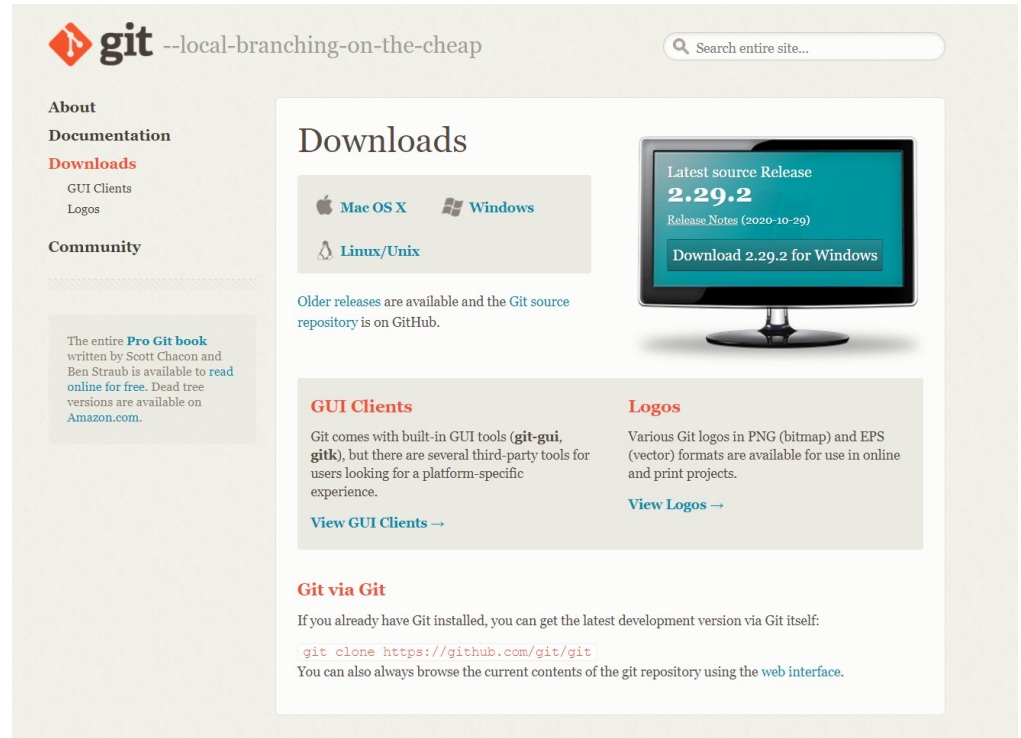 git --local-branching-on-the-cheap
Search entire site...
About
Documentation
Downloads
GUI Clients
Logos
Community
The entire Pro Git book
written by Scott Chacon and
Ben Straub is available to read
online for free. Dead tree
versions are available on
Amazon.com.
Downloads
Mac OS X
Windows
Linux/Unix
Older releases are available and the Git source
repository is on GitHub.
Latest source Release
2.29.2
Release Notes (2020-10-29)
Download 2.29.2 for Windows
GUI Clients
Git comes with built-in GUI tools (git-gui,
gitk), but there are several third-party tools for
users looking for a platform-specific
experience.
View GUI Clients →
Logos
Various Git logos in PNG (bitmap) and EPS
(vector) formats are available for use in online
and print projects.
View Logos →
Git via Git
If you already have Git installed, you can get the latest development version via Git itself:
git clone https://github.com/git/git
You can also always browse the current contents of the git repository using the web interface.